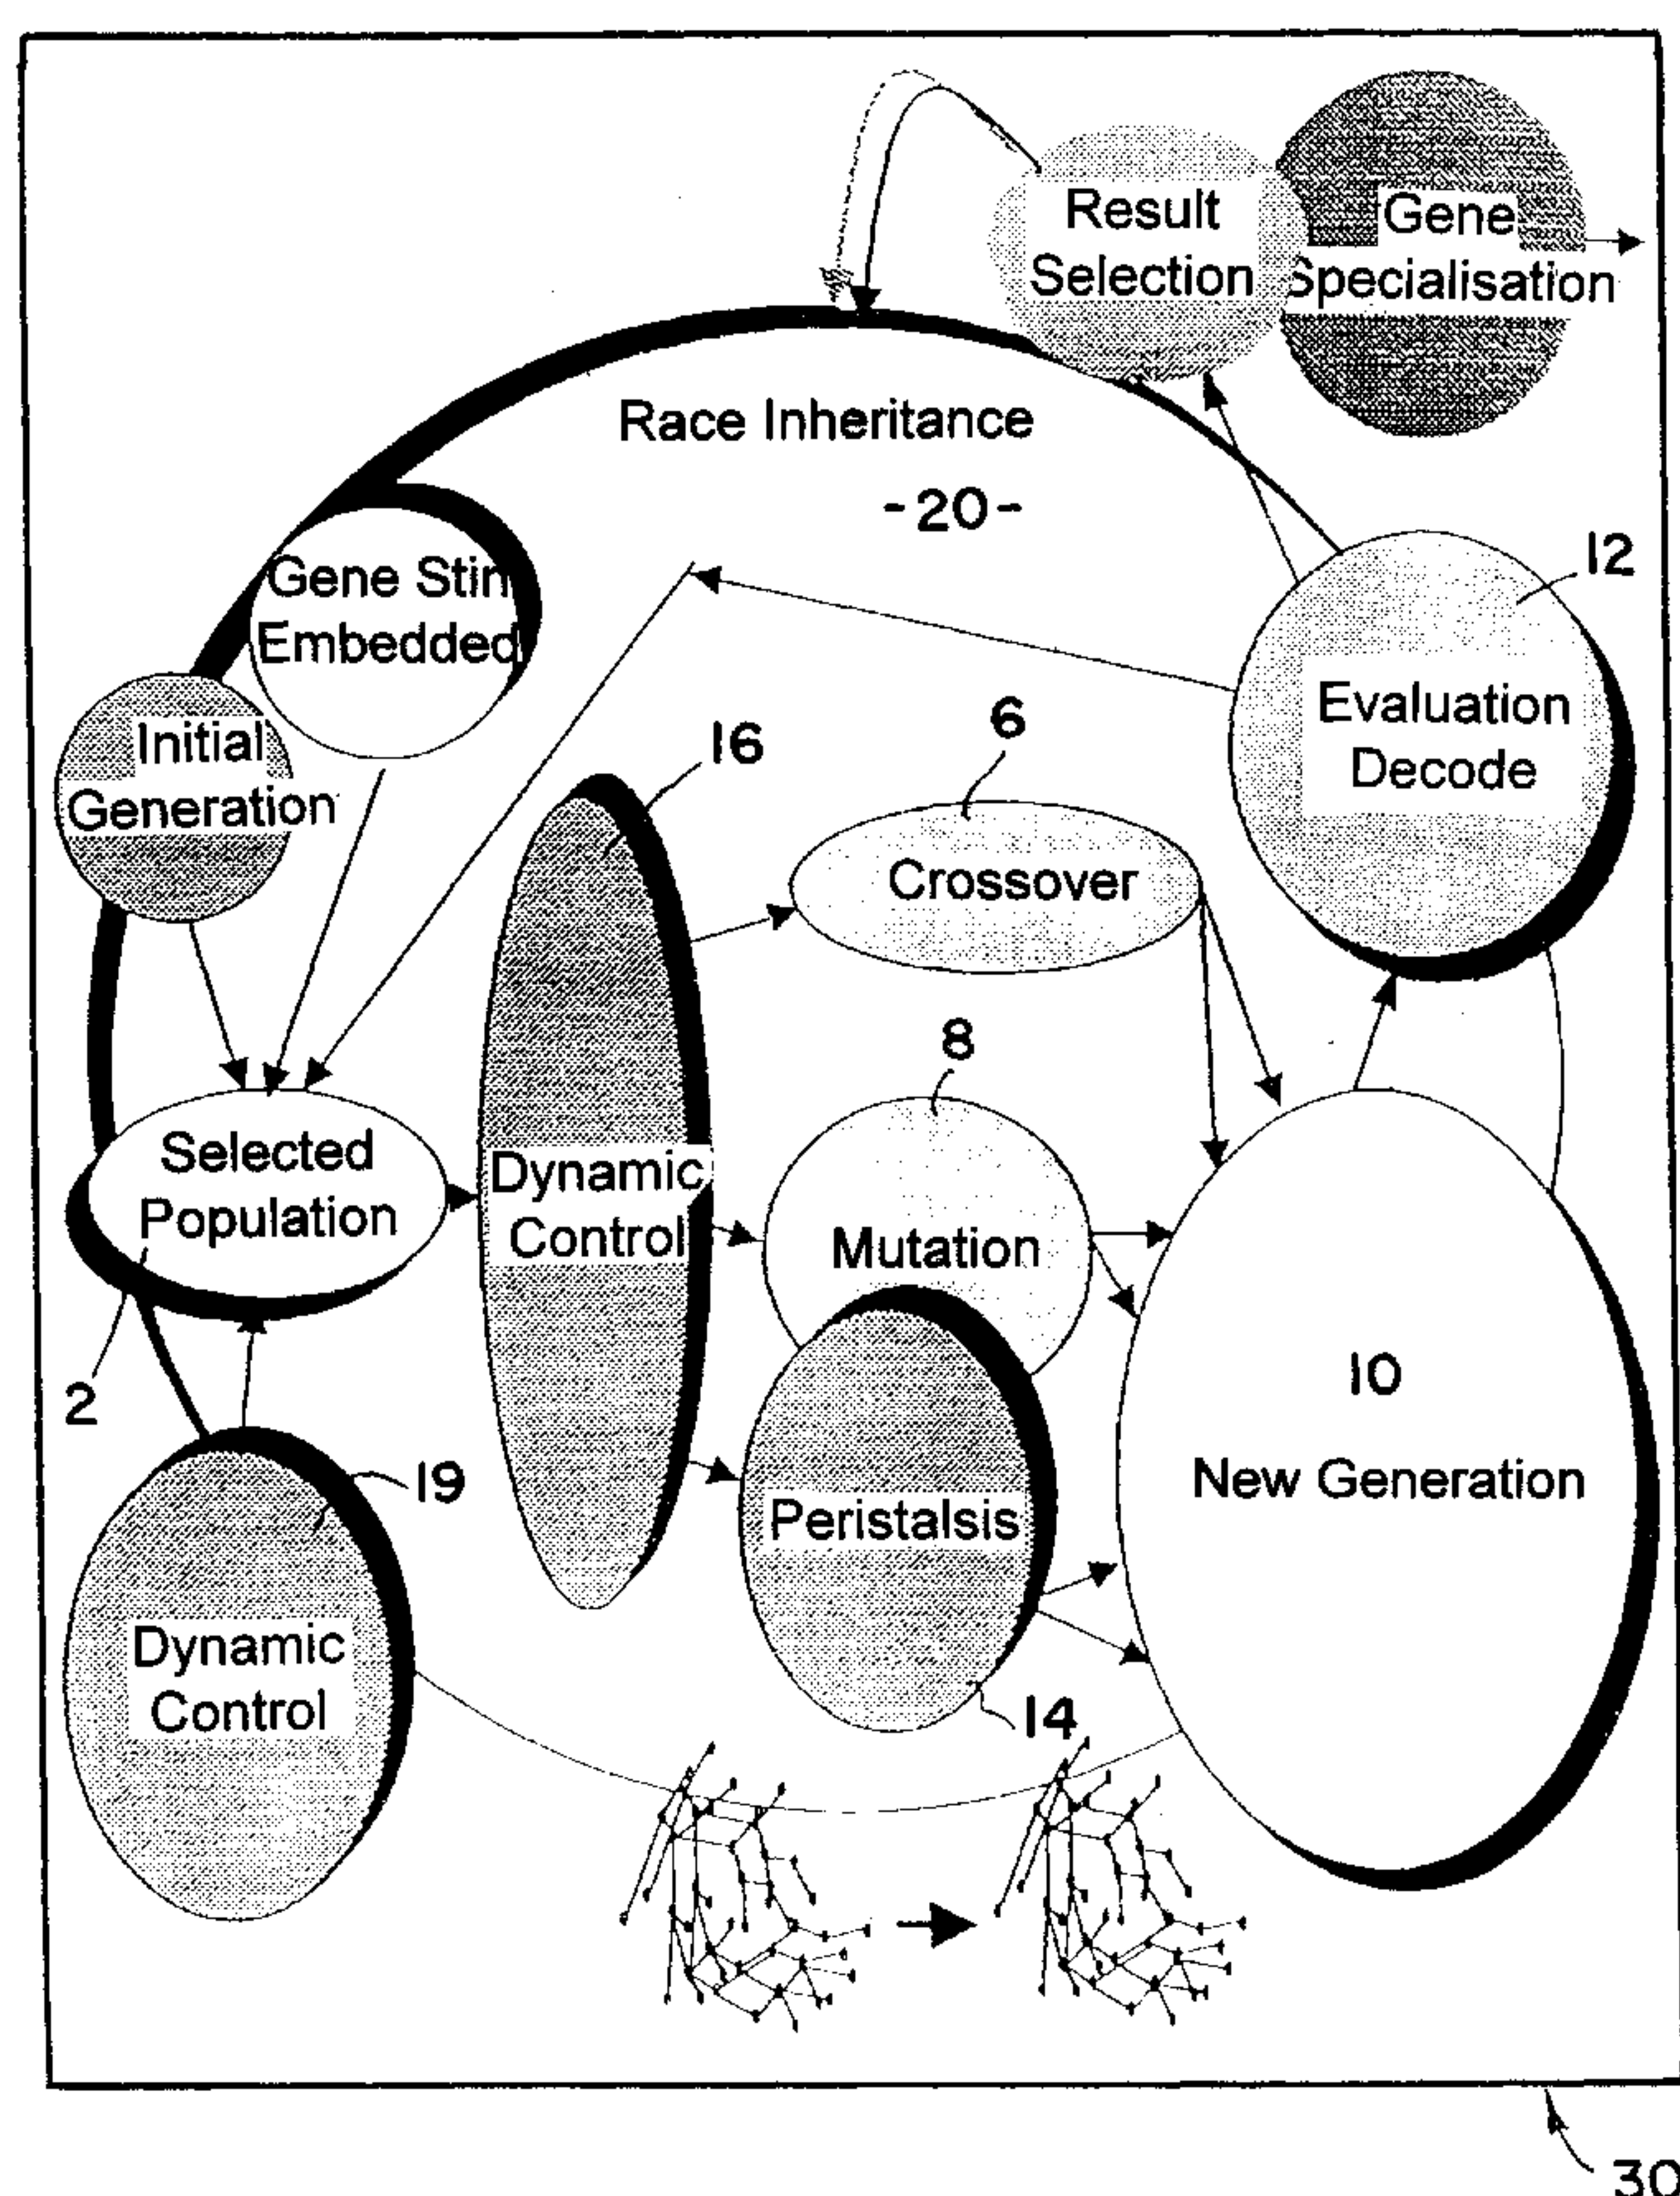 Result
Selection
Gene
Specialisation
Race Inheritance
-20-
Gene Stin
Embedded
12
Initial
Generation
Evaluation
Decode
16
6
Crossover
8
Selected
Population
Dynamic
Control
Mutation
2
10
New Generation
19
Peristalsis
Dynamic
Control
14
30